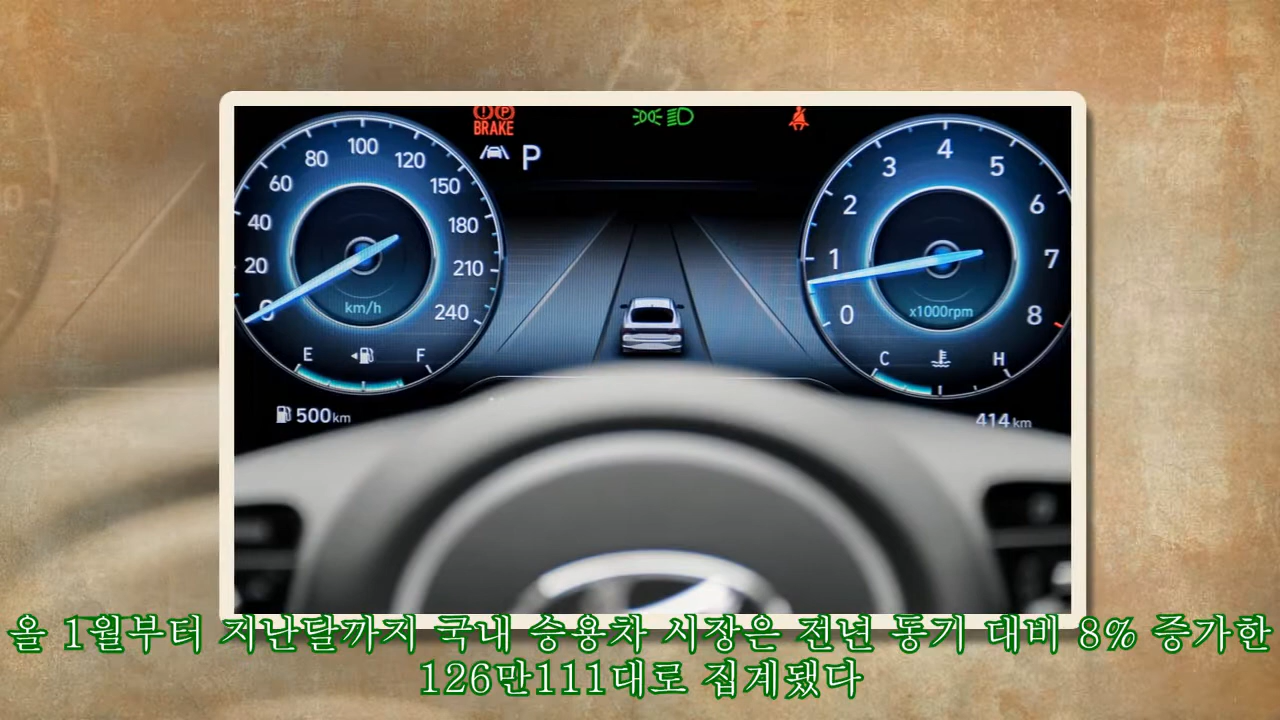 BRAKE
P
0
20
40
60
80
100
120
150
180
210
240
km/h
E
F
500km
0
1
2
3
4
5
6
7
8
x1000rpm
C
H
414km
올 1월부터 지난달까지 국내 승용차 시장은 전년 동기 대비 8% 증가한
126만111대로 집계됐다